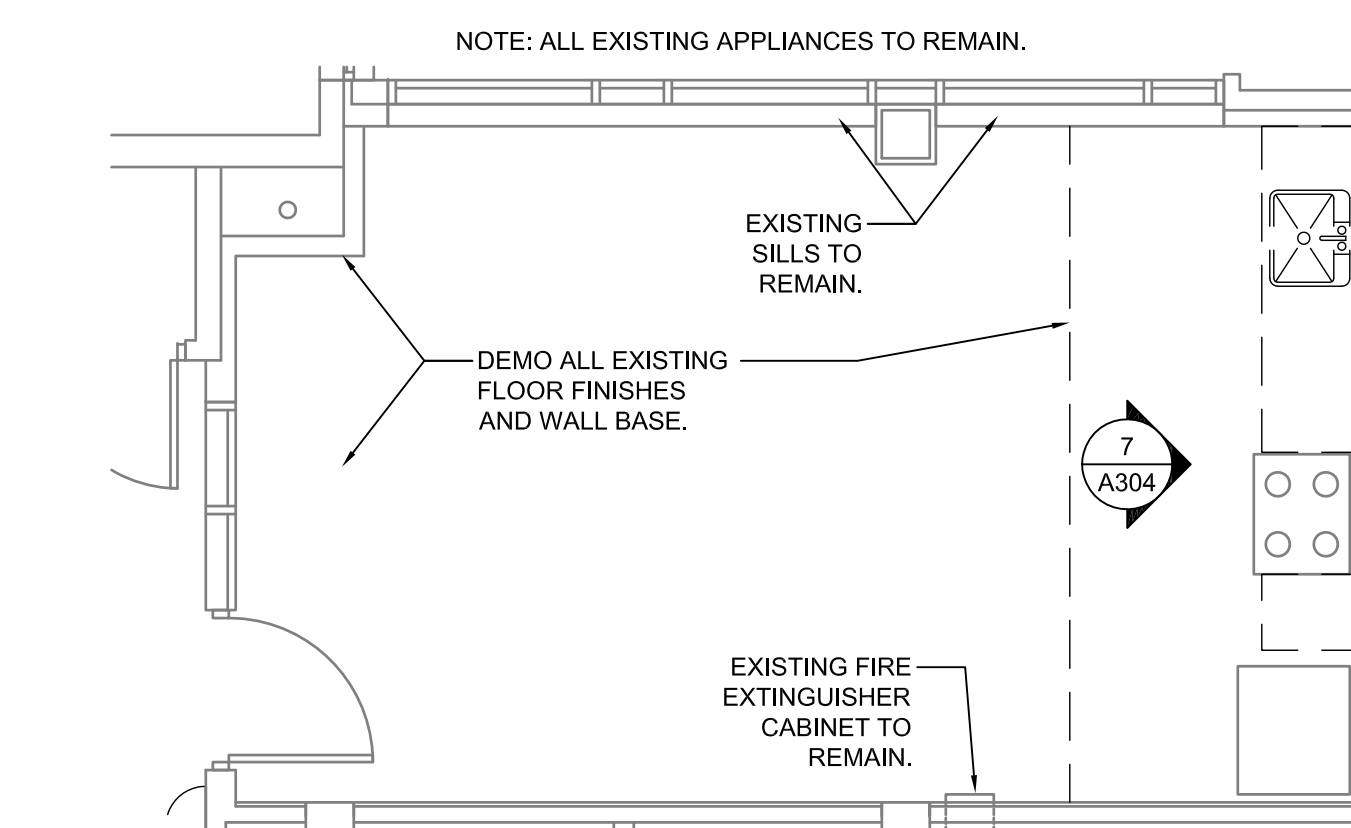 NOTE: ALL EXISTING APPLIANCES TO REMAIN.
EXISTING
SILLS TO
REMAIN.
DEMO ALL EXISTING
FLOOR FINISHES
AND WALL BASE.
7
A304
EXISTING FIRE
EXTINGUISHER
CABINET TO
REMAIN.